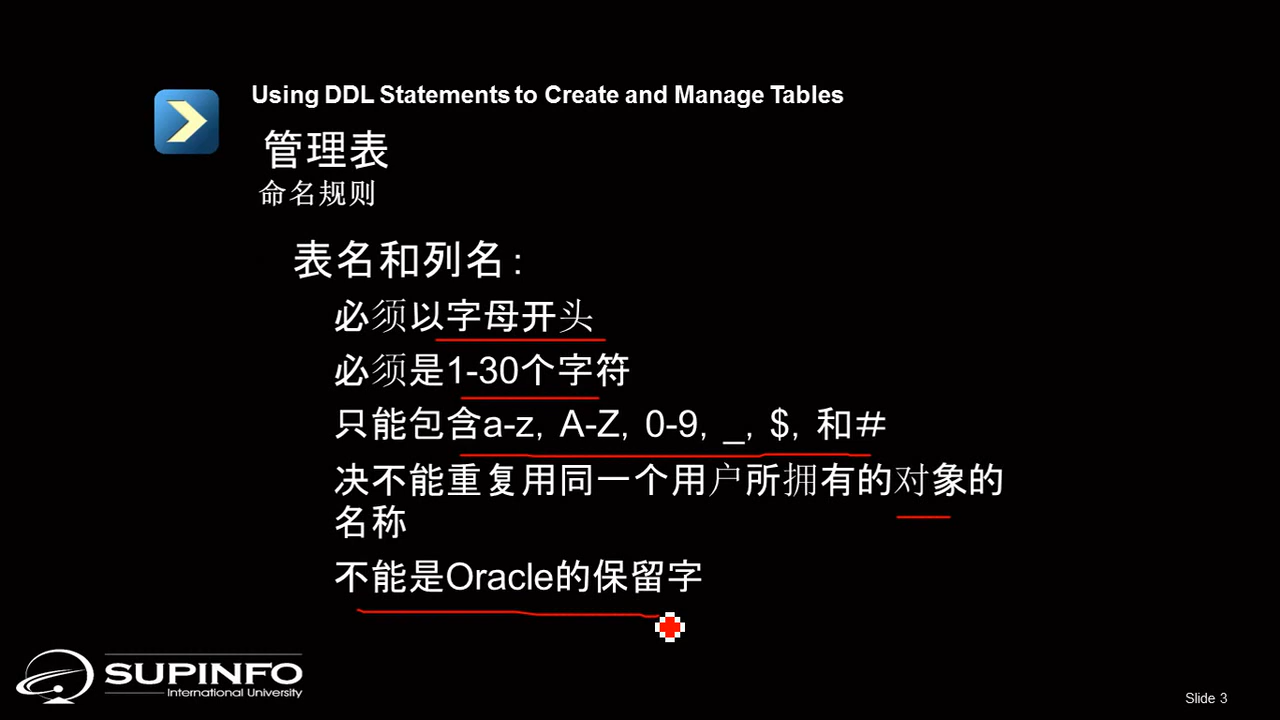 Using DDL Statements to Create and Manage Tables
管理表
命名规则
表名和列名:
必须以字母开头
必须是1-30个字符
只能包含a-z, A-Z, 0-9, _, $, 和#
决不能重复用同一个用户所拥有的对象的
名称
不能是Oracle的保留字
SUPINFO
International University
Slide 3